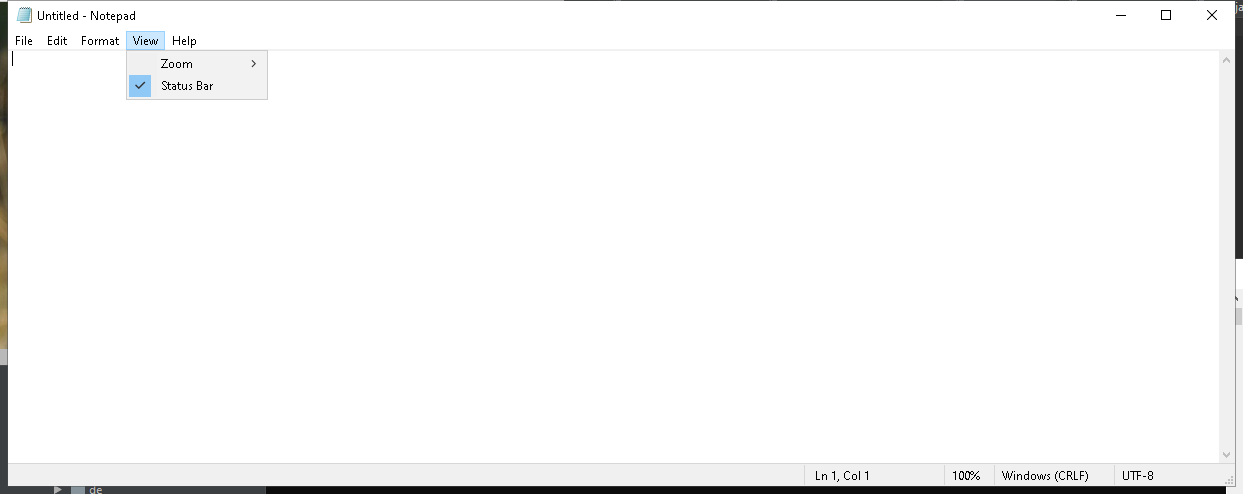 Untitled - Notepad
File Edit Format View Help
Zoom
Status Bar
Ln 1, Col 1 100% Windows (CRLF) UTF-8
de